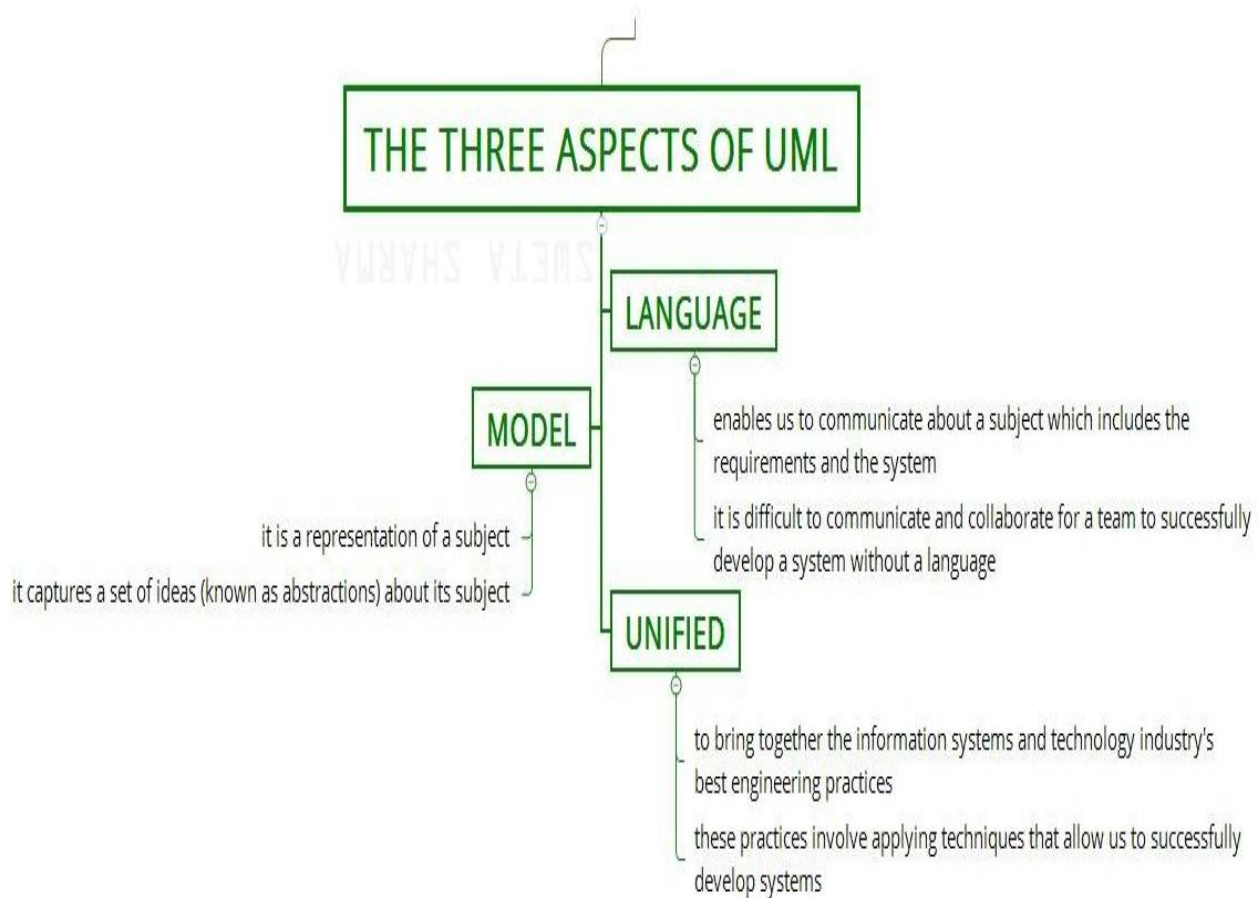 THE THREE ASPECTS OF UML
LANGUAGE
enables us to communicate about a subject which includes the
requirements and the system
it is difficult to communicate and collaborate for a team to successfully
develop a system without a language
MODEL
it is a representation of a subject
it captures a set of ideas (known as abstractions) about its subject
UNIFIED
to bring together the information systems and technology industry's
best engineering practices
these practices involve applying techniques that allow us to successfully
develop systems